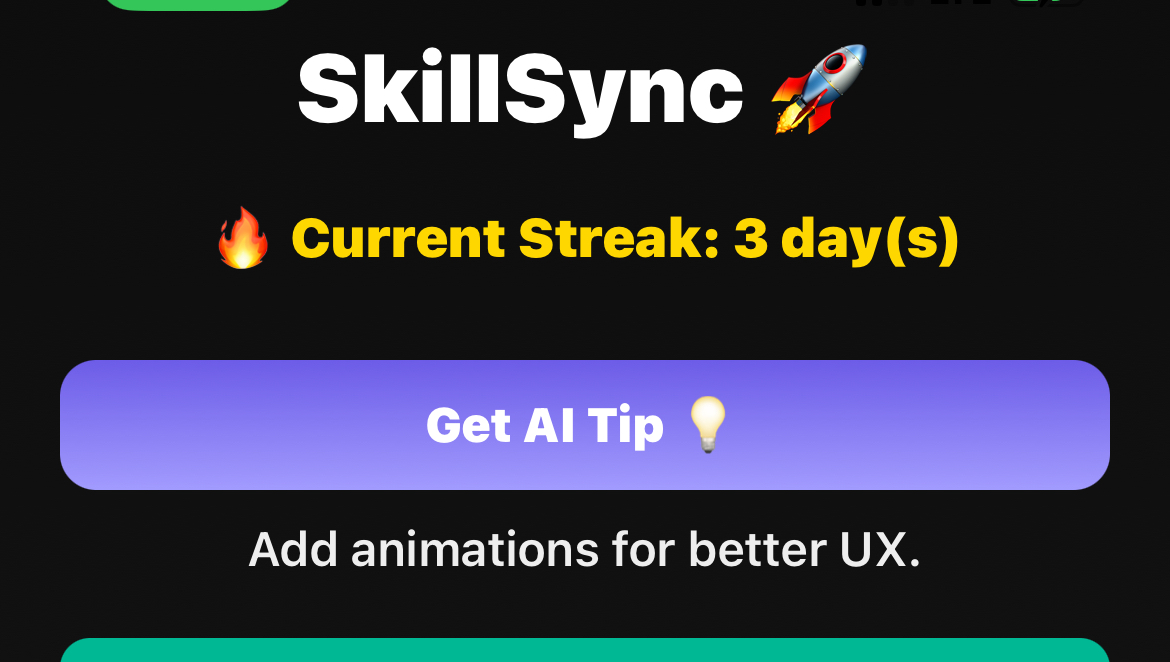 SkillSync 🚀
🔥 Current Streak: 3 day(s)
Get AI Tip 💡
Add animations for better UX.